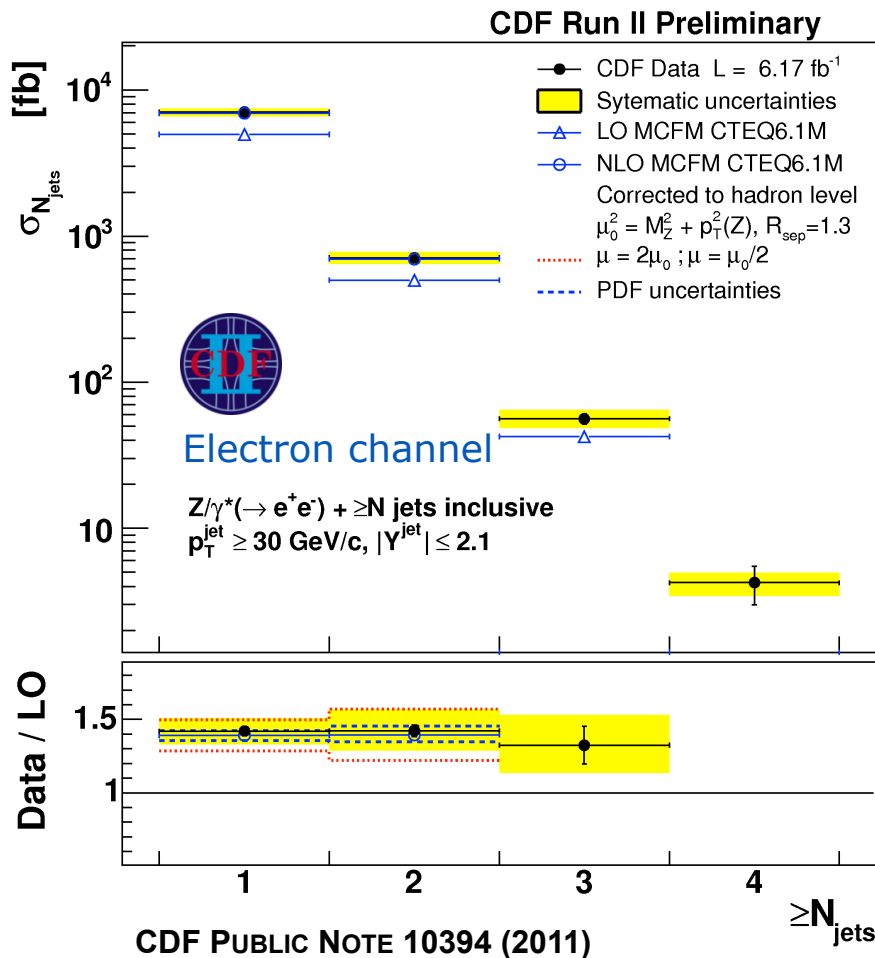 CDF Run II Preliminary
CDF Data L = 6.17 fb⁻¹
Sytematic uncertainties
LO MCFM CTEQ6.1M
NLO MCFM CTEQ6.1M
Corrected to hadron level
μ₀² = M_Z² + p_T²(Z), R_sep=1.3
μ = 2μ₀ ; μ = μ₀/2
PDF uncertainties
σ_N_jets [fb]
10⁴
10³
10²
10
CDF II
Electron channel
Z/γ*(→ e⁺e⁻) + ≥N jets inclusive
p_T^jet ≥ 30 GeV/c, |Y^jet| ≤ 2.1
Data / LO
1.5
1
1 2 3 4
≥N_jets
CDF PUBLIC NOTE 10394 (2011)